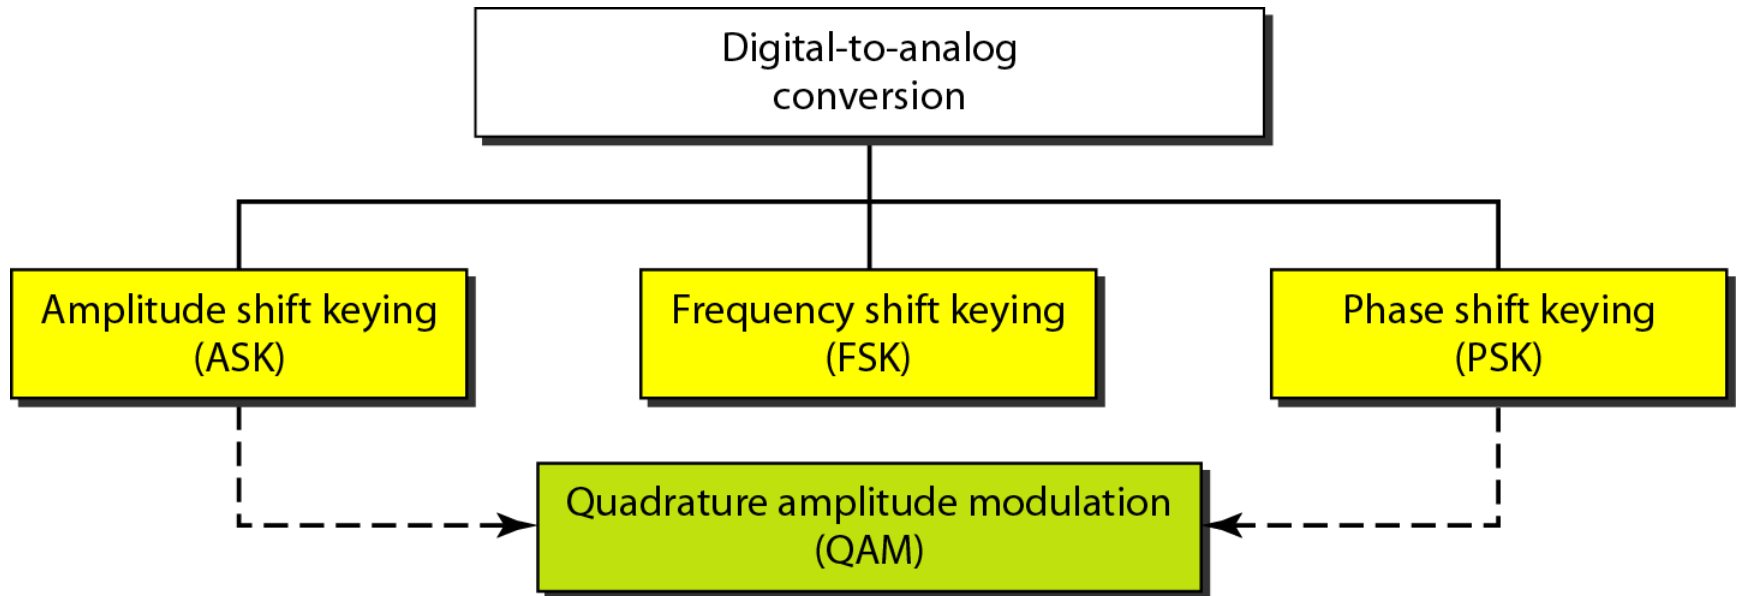 Digital-to-analog
conversion
Amplitude shift keying
(ASK)
Frequency shift keying
(FSK)
Phase shift keying
(PSK)
Quadrature amplitude modulation
(QAM)